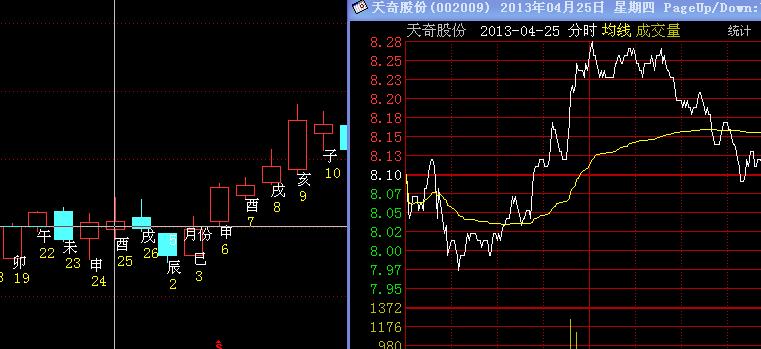 天奇股份(002009) 2013年04月25日 星期四 PageUp/Down:
天奇股份 2013-04-25 分时 均线 成交量 统计
8.28
8.25
8.23
8.20
8.18
8.15
8.13
8.10
8.07
8.05
8.02
8.00
7.97
7.95
1372
1176
980
卯
19
午
22
未
23
申
24
酉
25
戌
26
月份
辰
2
巳
3
申
6
酉
7
戌
8
亥
9
子
10